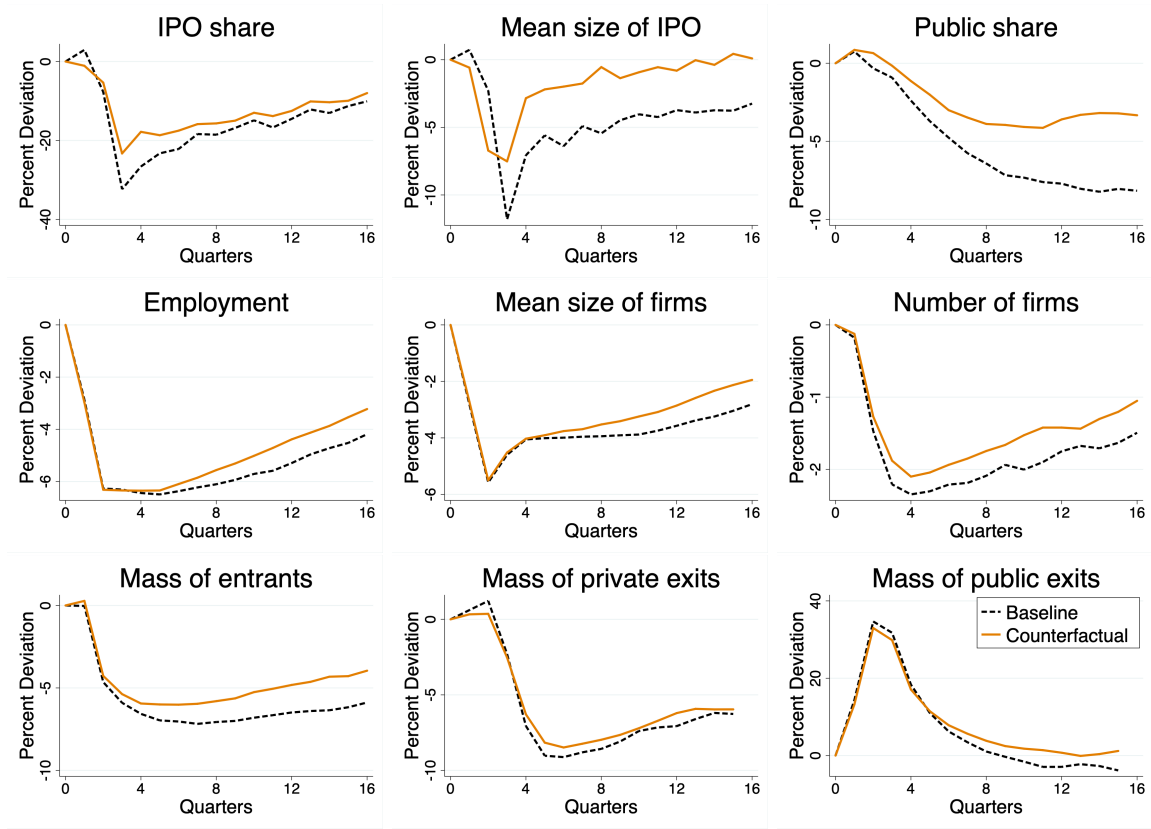 IPO share
Percent Deviation
0
-20
-40
0 4 8 12 16
Quarters
Mean size of IPO
Percent Deviation
0
-5
-10
0 4 8 12 16
Quarters
Public share
Percent Deviation
0
-5
-10
0 4 8 12 16
Quarters
Employment
Percent Deviation
0
-2
-4
-6
0 4 8 12 16
Quarters
Mean size of firms
Percent Deviation
0
-2
-4
-6
0 4 8 12 16
Quarters
Number of firms
Percent Deviation
0
-1
-2
0 4 8 12 16
Quarters
Mass of entrants
Percent Deviation
0
-5
-10
0 4 8 12 16
Quarters
Mass of private exits
Percent Deviation
0
-5
-10
0 4 8 12 16
Quarters
Mass of public exits
Percent Deviation
40
20
0
Baseline
Counterfactual
0 4 8 12 16
Quarters